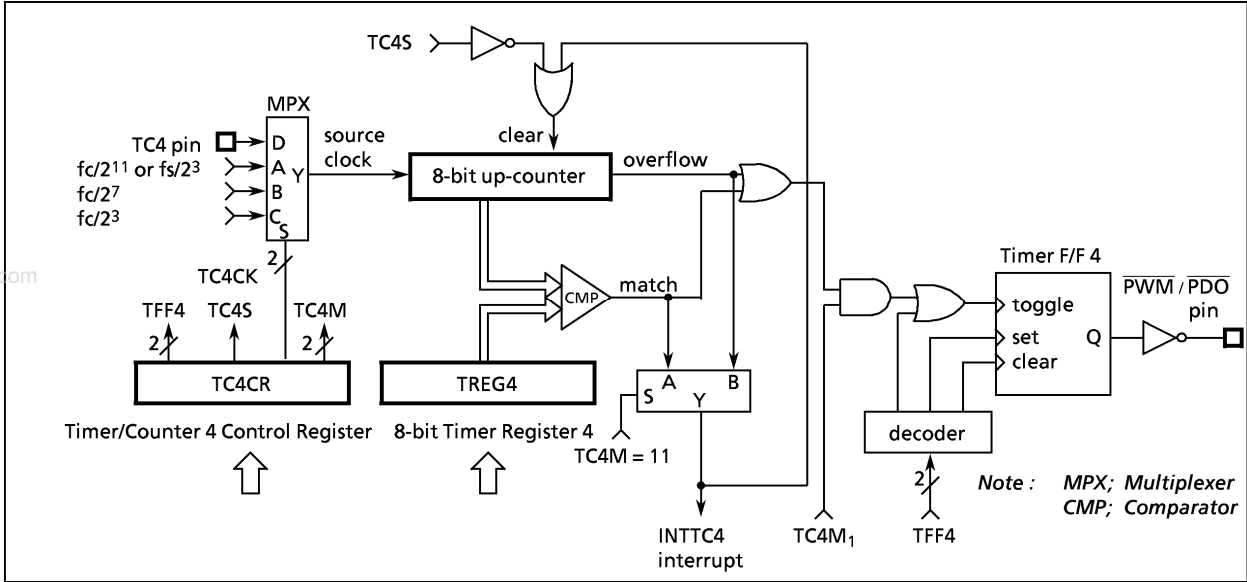 TC4S
MPX
TC4 pin
D
fc/2¹¹ or fs/2³
A
fc/2⁷
B
fc/2³
C
Y
S
source
clock
clear
8-bit up-counter
overflow
2
TC4CK
TFF4
TC4S
TC4M
2
2
TC4CR
Timer/Counter 4 Control Register
CMP
match
TREG4
8-bit Timer Register 4
A
B
S
Y
TC4M = 11
INTTC4
interrupt
TC4M₁
Timer F/F 4
toggle
set
clear
Q
P̅W̅M̅ / P̅D̅O̅
pin
decoder
2
TFF4
Note : MPX; Multiplexer
CMP; Comparator
com